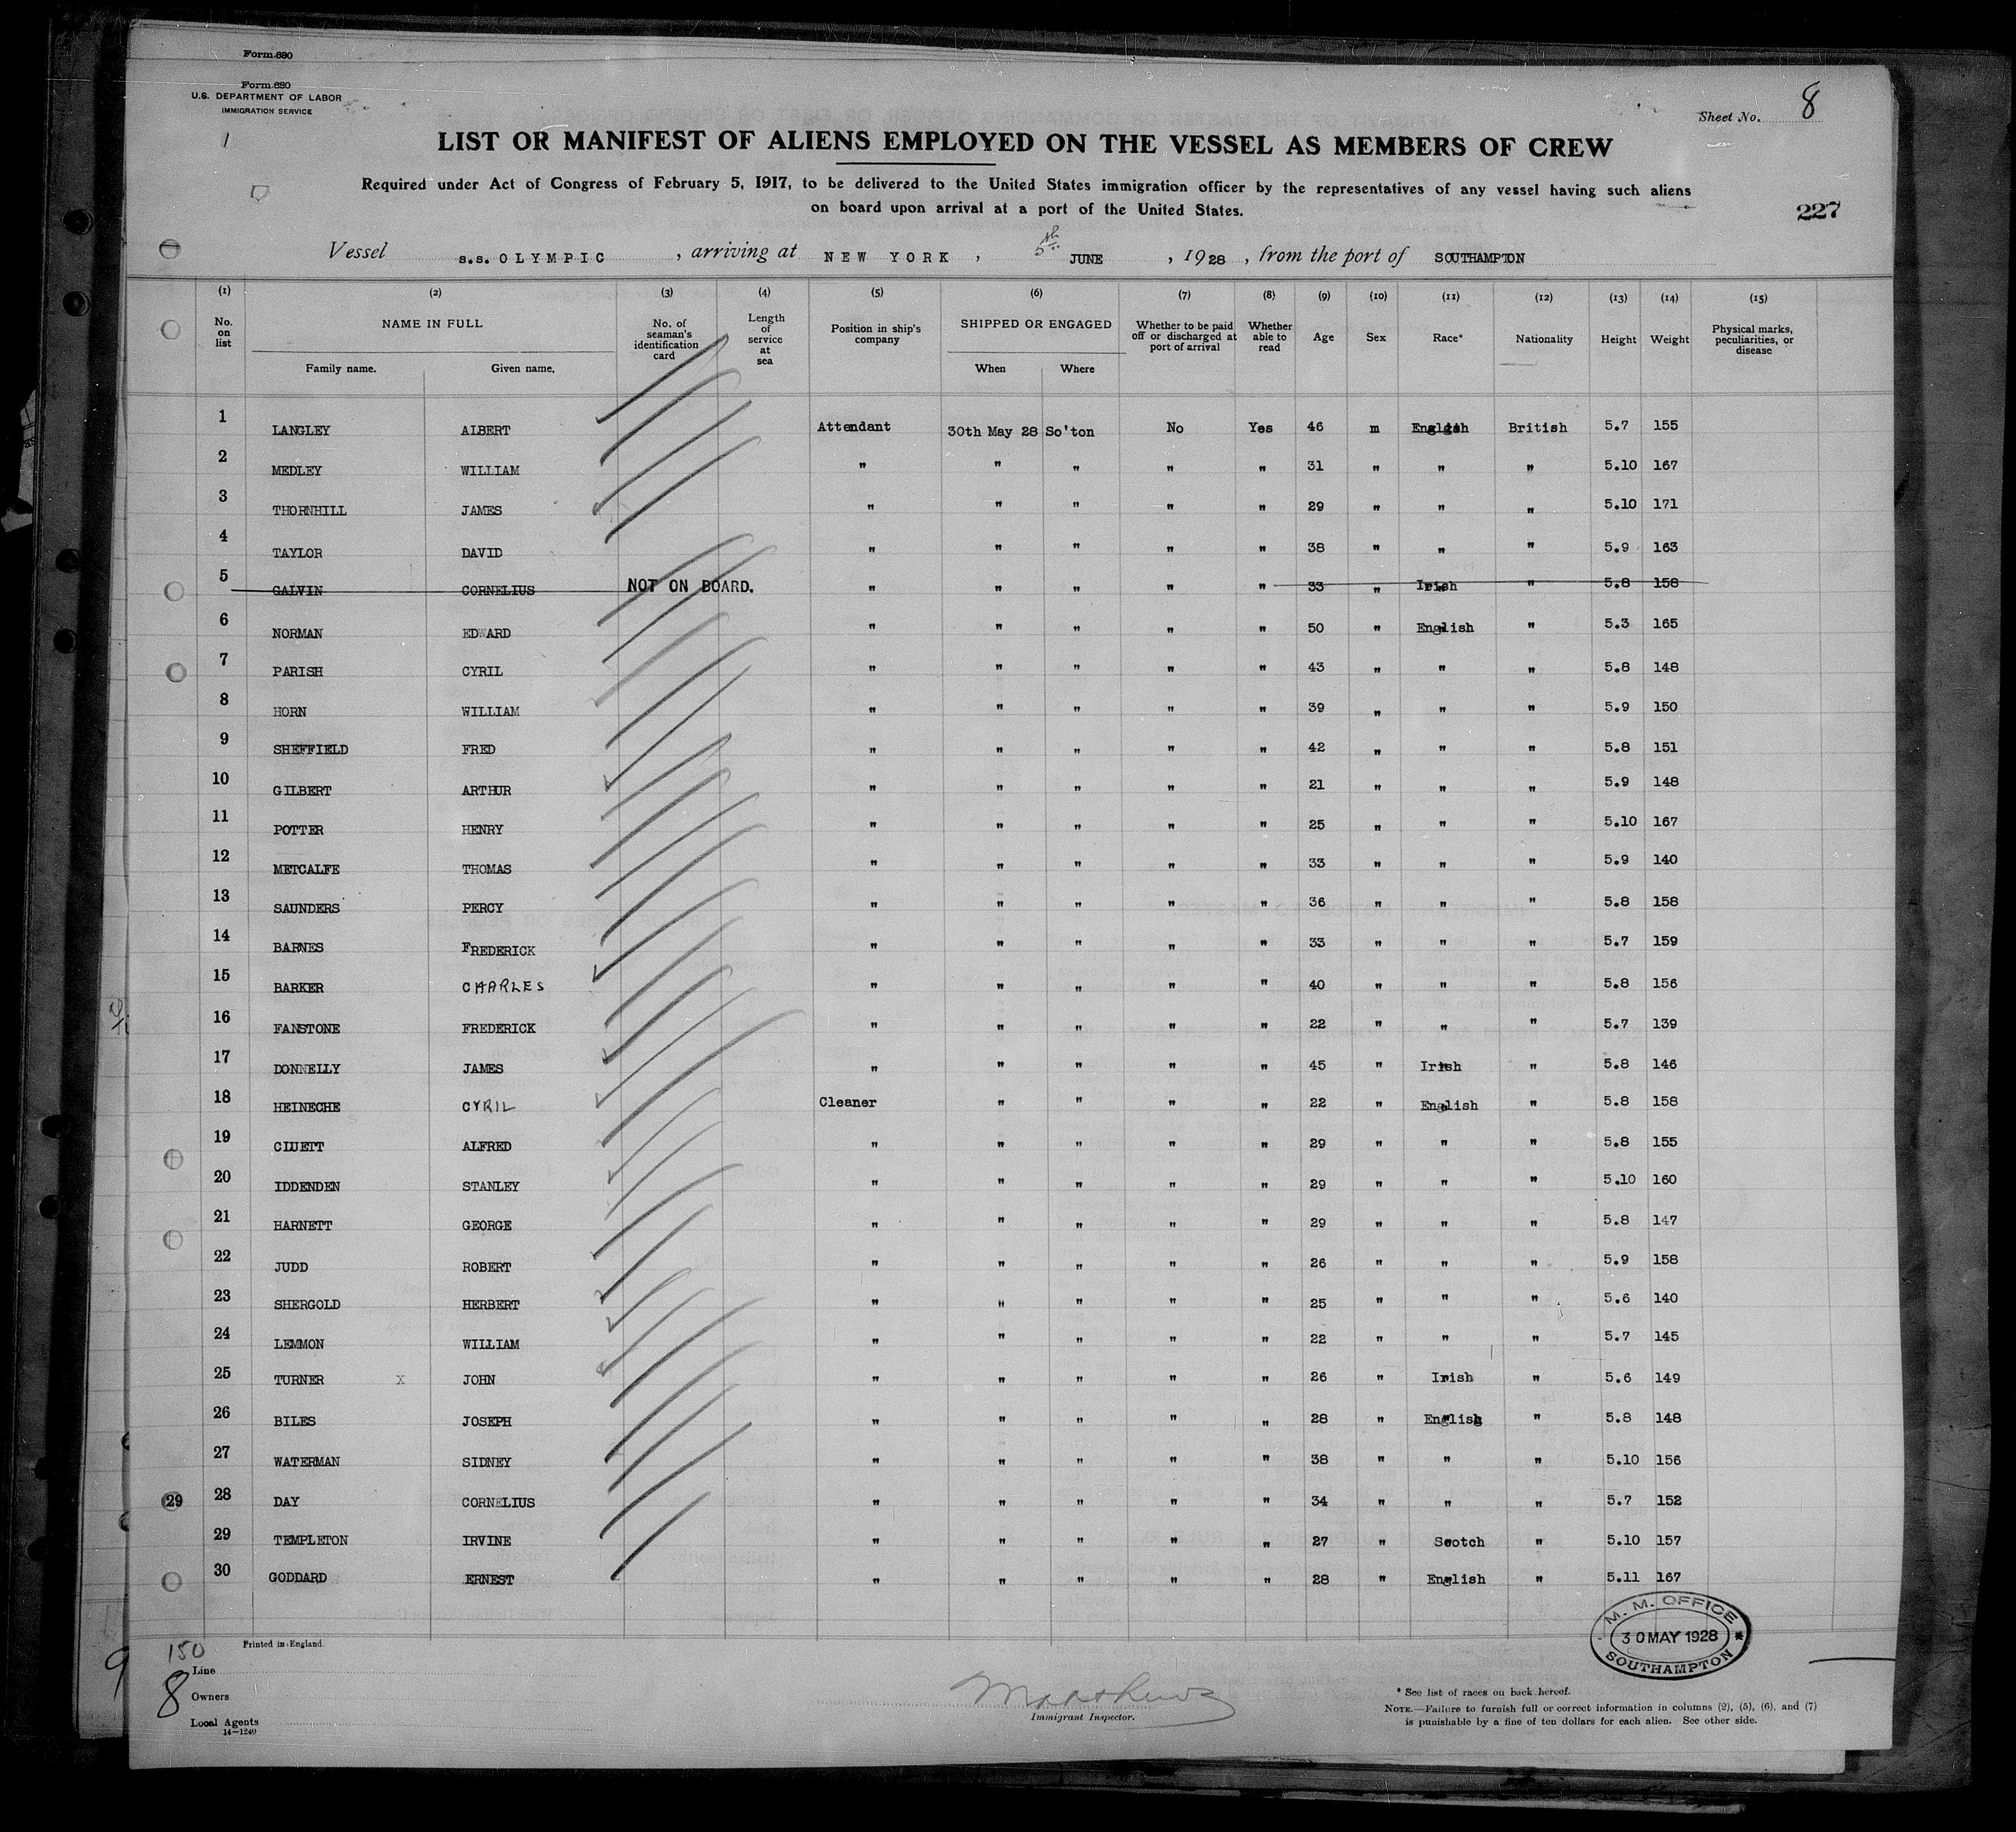 Form 680
Form 680
U.S. DEPARTMENT OF LABOR
IMMIGRATION SERVICE
Sheet No. 8
LIST OR MANIFEST OF ALIENS EMPLOYED ON THE VESSEL AS MEMBERS OF CREW
Required under Act of Congress of February 5, 1917, to be delivered to the United States immigration officer by the representatives of any vessel having such aliens
on board upon arrival at a port of the United States.
227
Vessel s.s. OLYMPIC, arriving at NEW YORK, 5th JUNE, 1928, from the port of SOUTHAMPTON
(1) (2) (3) (4) (5) (6) (7) (8) (9) (10) (11) (12) (13) (14) (15)
No. on list NAME IN FULL Family name. Given name. No. of seaman's identification card Length of service at sea Position in ship's company SHIPPED OR ENGAGED When Where Whether to be paid off or discharged at port of arrival Whether able to read Age Sex Race* Nationality Height Weight Physical marks, peculiarities, or disease
1 LANGLEY ALBERT Attendant 30th May 28 So'ton No Yes 46 m English British 5.7 155
2 MEDLEY WILLIAM " " " " " 31 " " " 5.10 167
3 THORNHILL JAMES " " " " " 29 " " " 5.10 171
4 TAYLOR DAVID " " " " " 38 " " " 5.9 163
5 GALVIN CORNELIUS NOT ON BOARD. " " " " " 33 " Irish " 5.8 158
6 NORMAN EDWARD " " " " " 50 " English " 5.3 165
7 PARISH CYRIL " " " " " 43 " " " 5.8 148
8 HORN WILLIAM " " " " " 39 " " " 5.9 150
9 SHEFFIELD FRED " " " " " 42 " " " 5.8 151
10 GILBERT ARTHUR " " " " " 21 " " " 5.9 148
11 POTTER HENRY " " " " " 25 " " " 5.10 167
12 METCALFE THOMAS " " " " " 33 " " " 5.9 140
13 SAUNDERS PERCY " " " " " 36 " " " 5.8 158
14 BARNES FREDERICK " " " " " 33 " " " 5.7 159
15 BARKER CHARLES " " " " " 40 " " " 5.8 156
16 FANSTONE FREDERICK " " " " " 22 " " " 5.7 139
17 DONNELLY JAMES " " " " " 45 " Irish " 5.8 146
18 HEINECHE CYRIL Cleaner " " " " 22 " English " 5.8 158
19 CLUETT ALFRED " " " " " 29 " " " 5.8 155
20 IDDENDEN STANLEY " " " " " 29 " " " 5.10 160
21 HARNETT GEORGE " " " " " 29 " " " 5.8 147
22 JUDD ROBERT " " " " " 26 " " " 5.9 158
23 SHERGOLD HERBERT " " " " " 25 " " " 5.6 140
24 LEMMON WILLIAM " " " " " 22 " " " 5.7 145
25 TURNER X JOHN " " " " " 26 " Irish " 5.6 149
26 BILES JOSEPH " " " " " 28 " English " 5.8 148
27 WATERMAN SIDNEY " " " " " 38 " " " 5.10 156
29 28 DAY CORNELIUS " " " " " 34 " " " 5.7 152
29 TEMPLETON IRVINE " " " " " 27 " Scotch " 5.10 157
30 GODDARD ERNEST " " " " " 28 " English " 5.11 167
M. M. OFFICE
30 MAY 1928
SOUTHAMPTON
150 Printed in England.
8
9
Line
Owners
Local Agents
14—1240
Immigrant Inspector.
* See list of races on back hereof.
NOTE.—Failure to furnish full or correct information in columns (2), (5), (6), and (7)
is punishable by a fine of ten dollars for each alien. See other side.